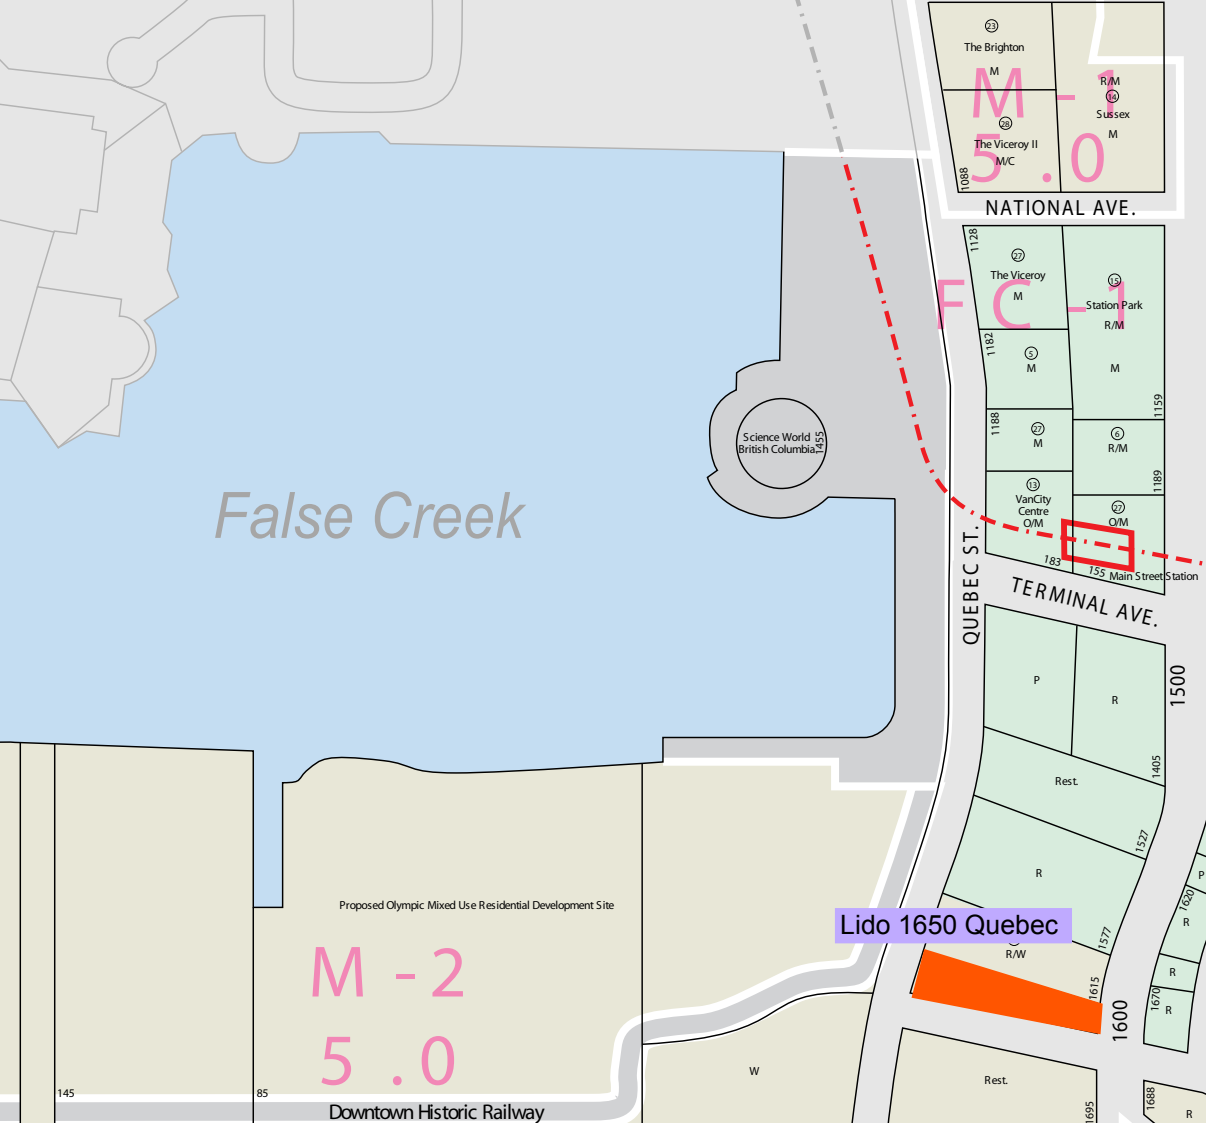 23
The Brighton
M
M -1
R/M
14
Sussex
M
28
The Viceroy II
M/C
5 .0
1088
NATIONAL AVE.
1128
27
The Viceroy
M
15
Station Park
R/M
FC -1
1182
5
M
M
1159
1188
27
M
6
R/M
Science World
British Columbia
1455
13
VanCity
Centre
O/M
1189
27
O/M
False Creek
183
155
Main Street Station
QUEBEC ST.
TERMINAL AVE.
P
R
1500
Rest.
1405
1527
R
P
1620
R
Proposed Olympic Mixed Use Residential Development Site
Lido 1650 Quebec
1577
R/W
M -2
5 .0
1615
1600
R
1670
R
W
Rest.
145
85
Downtown Historic Railway
1695
1688
R